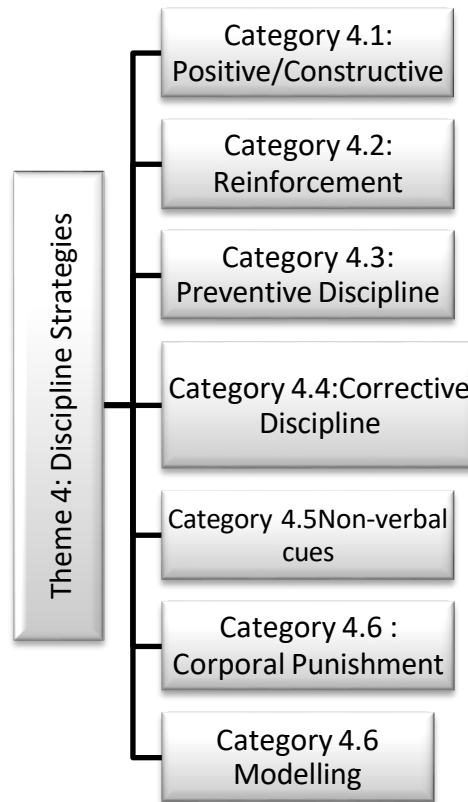 Theme 4: Discipline Strategies
Category 4.1:
Positive/Constructive
Category 4.2:
Reinforcement
Category 4.3:
Preventive Discipline
Category 4.4:Corrective
Discipline
Category 4.5Non-verbal
cues
Category 4.6 :
Corporal Punishment
Category 4.6
Modelling